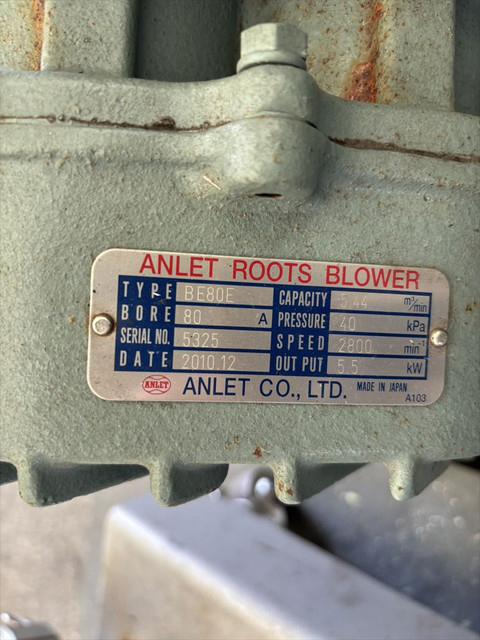 ANLET ROOTS BLOWER
TYPE BE80E CAPACITY 5.44 m³/min
BORE 80 A PRESSURE 40 kPa
SERIAL NO. 5325 SPEED 2800 min⁻¹
DATE 2010.12 OUT PUT 5.5 kW
ANLET ANLET CO., LTD. MADE IN JAPAN
A103